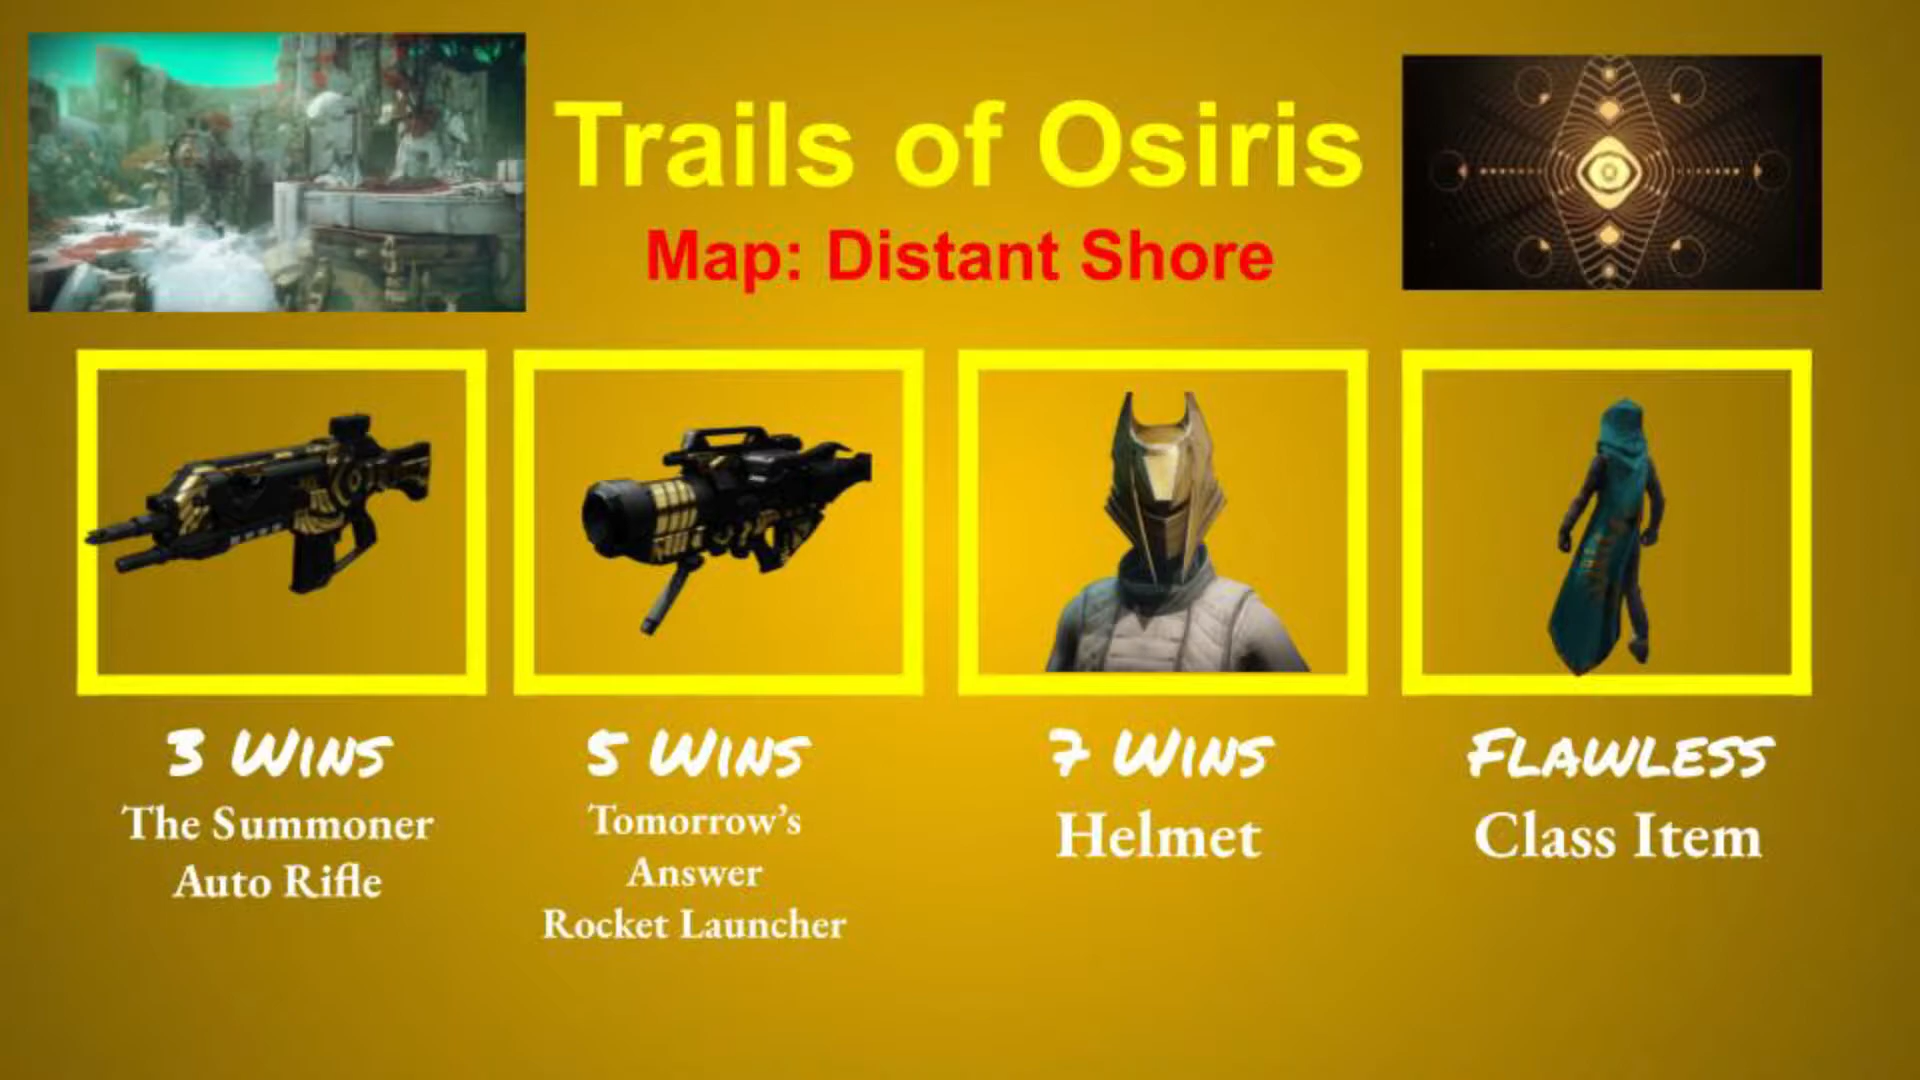 Trails of Osiris
Map: Distant Shore
3 Wins
The Summoner
Auto Rifle
5 Wins
Tomorrow's
Answer
Rocket Launcher
7 Wins
Helmet
Flawless
Class Item